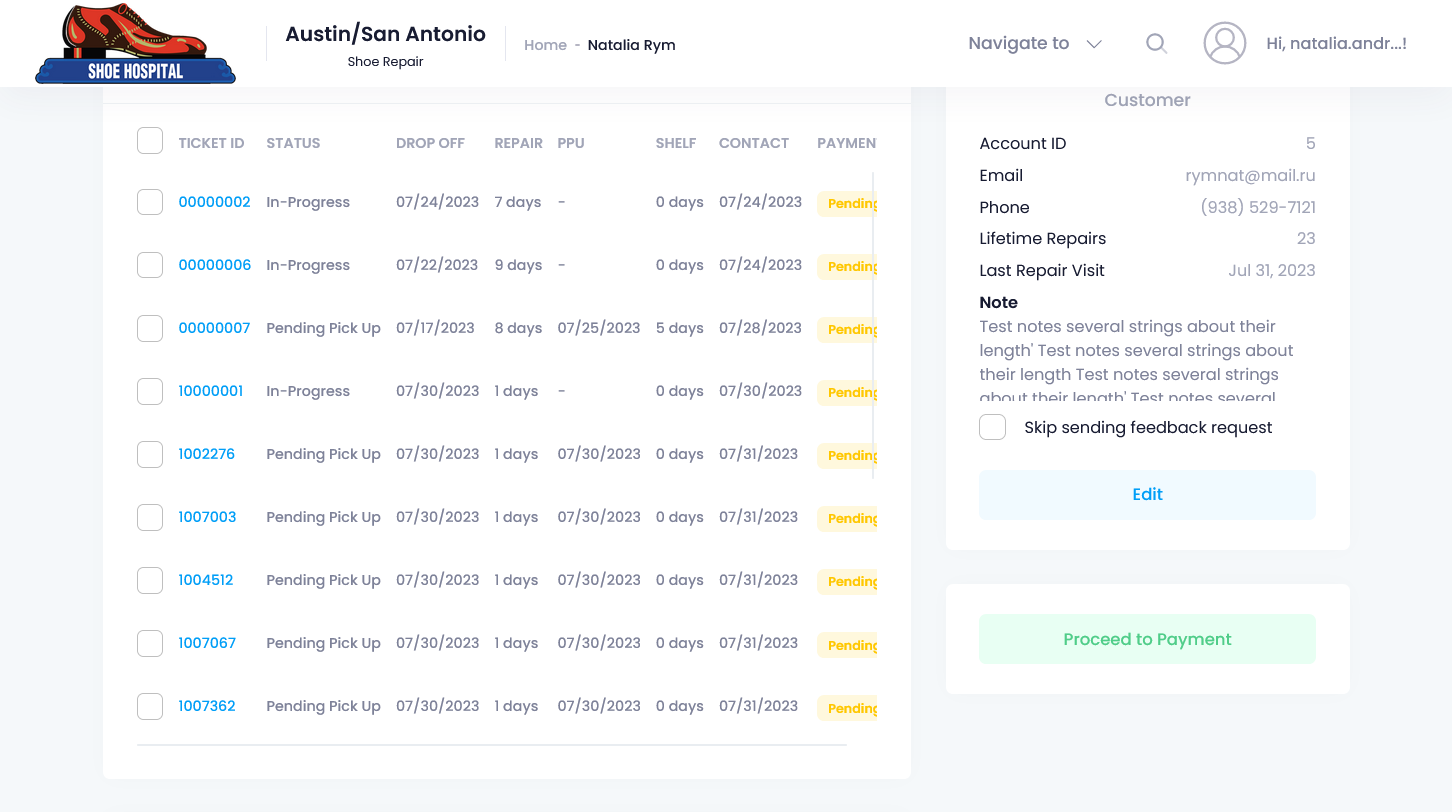 SHOE HOSPITAL
Austin/San Antonio
Shoe Repair
Home - Natalia Rym
Navigate to
Hi, natalia.andr...!
TICKET ID STATUS DROP OFF REPAIR PPU SHELF CONTACT PAYMEN
00000002 In-Progress 07/24/2023 7 days - 0 days 07/24/2023 Pending
00000006 In-Progress 07/22/2023 9 days - 0 days 07/24/2023 Pending
00000007 Pending Pick Up 07/17/2023 8 days 07/25/2023 5 days 07/28/2023 Pending
10000001 In-Progress 07/30/2023 1 days - 0 days 07/30/2023 Pending
1002276 Pending Pick Up 07/30/2023 1 days 07/30/2023 0 days 07/31/2023 Pending
1007003 Pending Pick Up 07/30/2023 1 days 07/30/2023 0 days 07/31/2023 Pending
1004512 Pending Pick Up 07/30/2023 1 days 07/30/2023 0 days 07/31/2023 Pending
1007067 Pending Pick Up 07/30/2023 1 days 07/30/2023 0 days 07/31/2023 Pending
1007362 Pending Pick Up 07/30/2023 1 days 07/30/2023 0 days 07/31/2023 Pending
Customer
Account ID 5
Email rymnat@mail.ru
Phone (938) 529-7121
Lifetime Repairs 23
Last Repair Visit Jul 31, 2023
Note
Test notes several strings about their
length' Test notes several strings about
their length Test notes several strings
about their length' Test notes several
Skip sending feedback request
Edit
Proceed to Payment